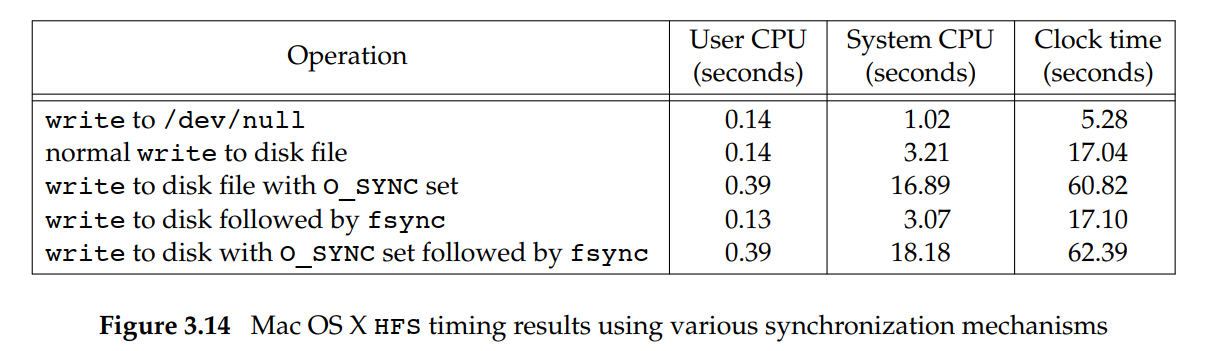 Operation User CPU (seconds) System CPU (seconds) Clock time (seconds)
write to /dev/null 0.14 1.02 5.28
normal write to disk file 0.14 3.21 17.04
write to disk file with O_SYNC set 0.39 16.89 60.82
write to disk followed by fsync 0.13 3.07 17.10
write to disk with O_SYNC set followed by fsync 0.39 18.18 62.39
Figure 3.14 Mac OS X HFS timing results using various synchronization mechanisms